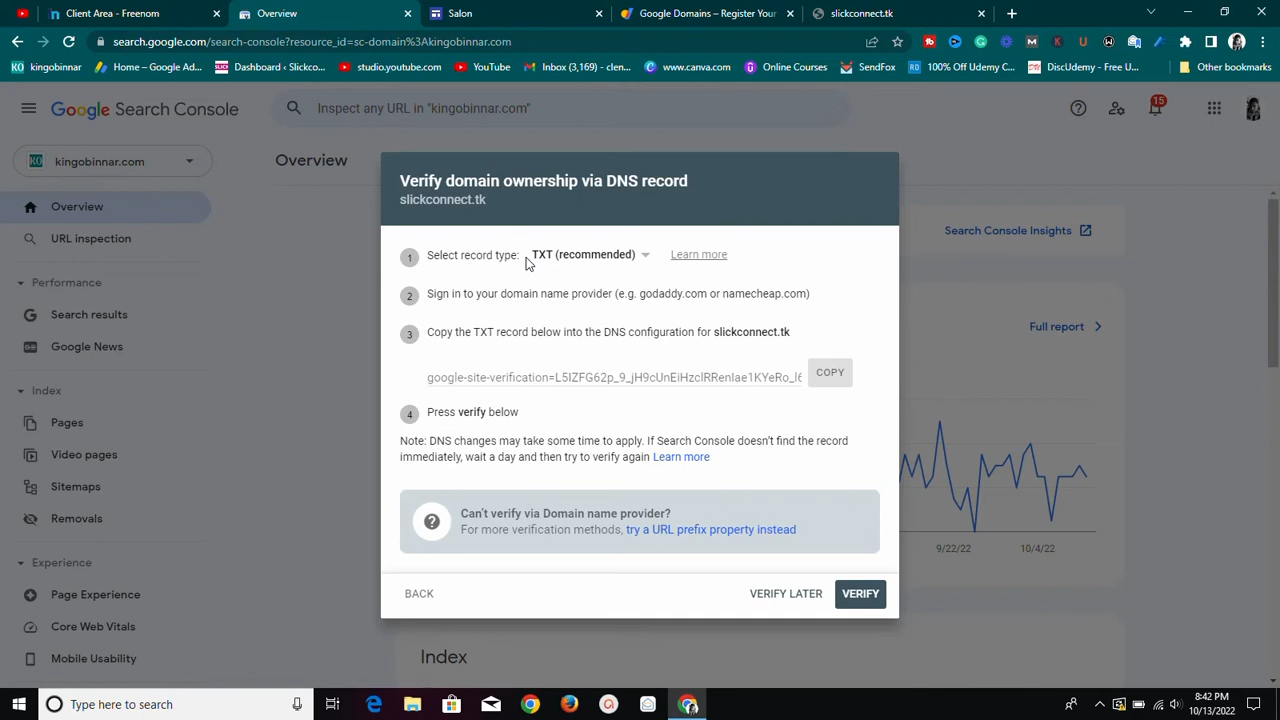 Client Area - Freenom
Overview
Salon
Google Domains – Register Your
slickconnect.tk
search.google.com/search-console?resource_id=sc-domain%3Akingobinnar.com
kingobinnar
Home – Google Ad...
Dashboard ‹ Slickco...
studio.youtube.com
YouTube
Inbox (3,169) - clen...
www.canva.com
Online Courses
SendFox
100% Off Udemy C...
DiscUdemy - Free U...
Other bookmarks
Google Search Console
Inspect any URL in "kingobinnar.com"
15
KO
kingobinnar.com
Overview
Overview
URL inspection
Performance
Search results
Google News
Index
Pages
Video pages
Sitemaps
Removals
Experience
Page Experience
Core Web Vitals
Mobile Usability
Search Console Insights
Full report
9/22/22
10/4/22
Index
Verify domain ownership via DNS record
slickconnect.tk
1 Select record type: TXT (recommended) Learn more
2 Sign in to your domain name provider (e.g. godaddy.com or namecheap.com)
3 Copy the TXT record below into the DNS configuration for slickconnect.tk
COPY
4 Press verify below
Note: DNS changes may take some time to apply. If Search Console doesn’t find the record
immediately, wait a day and then try to verify again Learn more
Can’t verify via Domain name provider?
For more verification methods, try a URL prefix property instead
BACK
VERIFY LATER
VERIFY
Type here to search
8:42 PM
10/13/2022